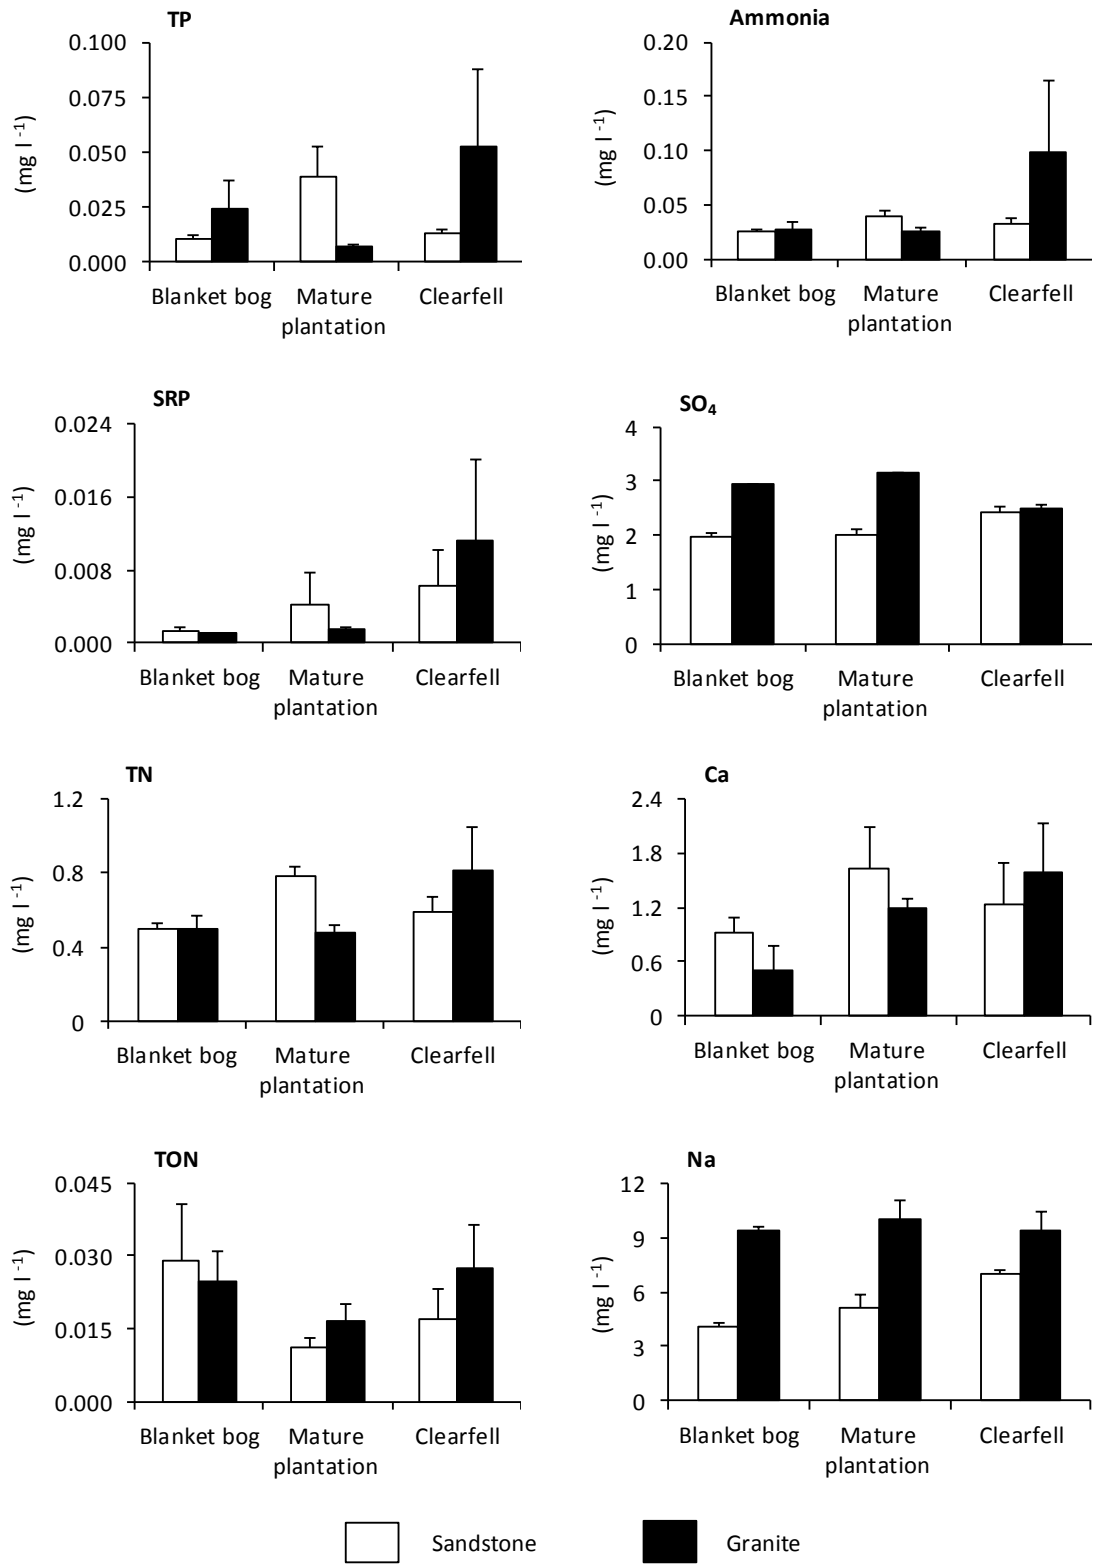 TP
0.100
0.075
0.050
0.025
0.000
(mg l⁻¹)
Blanket bog
Mature
plantation
Clearfell
Ammonia
0.20
0.15
0.10
0.05
0.00
(mg l⁻¹)
Blanket bog
Mature
plantation
Clearfell
SRP
0.024
0.016
0.008
0.000
(mg l⁻¹)
Blanket bog
Mature
plantation
Clearfell
SO₄
4
3
2
1
0
(mg l⁻¹)
Blanket bog
Mature
plantation
Clearfell
TN
1.2
0.8
0.4
0
(mg l⁻¹)
Blanket bog
Mature
plantation
Clearfell
Ca
2.4
1.8
1.2
0.6
0
(mg l⁻¹)
Blanket bog
Mature
plantation
Clearfell
TON
0.045
0.030
0.015
0.000
(mg l⁻¹)
Blanket bog
Mature
plantation
Clearfell
Na
12
9
6
3
0
(mg l⁻¹)
Blanket bog
Mature
plantation
Clearfell
Sandstone
Granite